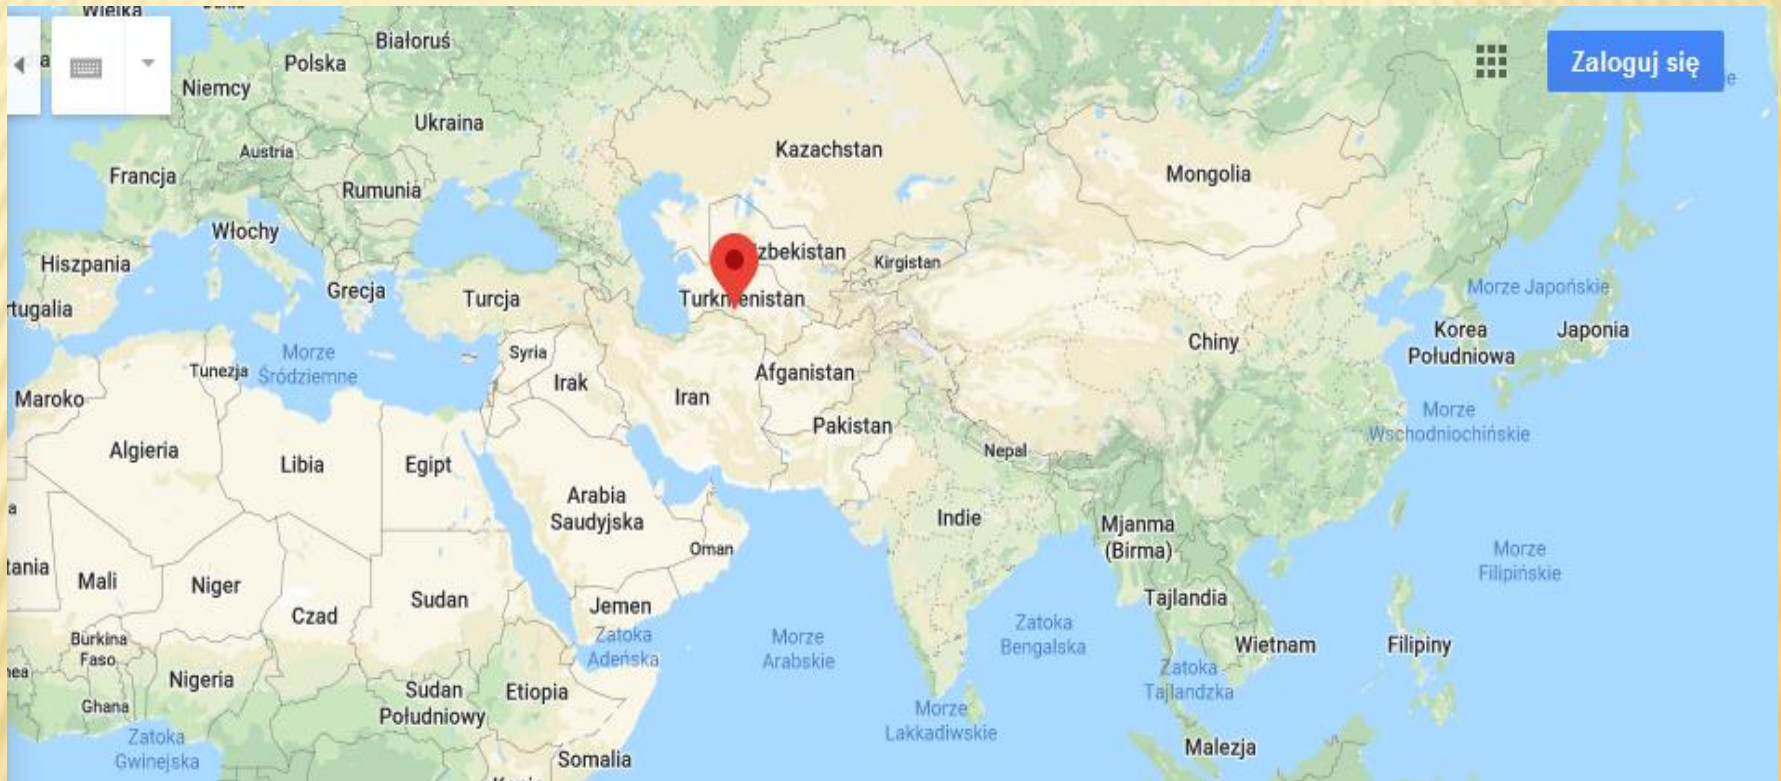 Wielka
Dania
Białoruś
Polska
Zaloguj się
Niemcy
Ukraina
Austria
Kazachstan
Francja
Mongolia
Rumunia
Włochy
zbekistan
Hiszpania
Kirgistan
Grecja
Turcja
Turkmenistan
Morze Japońskie
rtugalia
Korea
Południowa
Japonia
Chiny
Syria
Morze
Śródziemne
Tunezja
Irak
Afganistan
Maroko
Iran
Morze
Wschodniochińskie
Pakistan
Algieria
Libia
Egipt
Nepal
Arabia
Saudyjska
Indie
Mjanma
(Birma)
Oman
Morze
Filipińskie
tania
Mali
Niger
Sudan
Tajlandia
Czad
Jemen
Zatoka
Adeńska
Morze
Arabskie
Zatoka
Bengalska
Burkina
Faso
Wietnam
Filipiny
nea
Nigeria
Zatoka
Tajlandzka
Sudan
Południowy
Etiopia
Ghana
Morze
Lakkadiwskie
Zatoka
Gwinejska
Malezja
Somalia